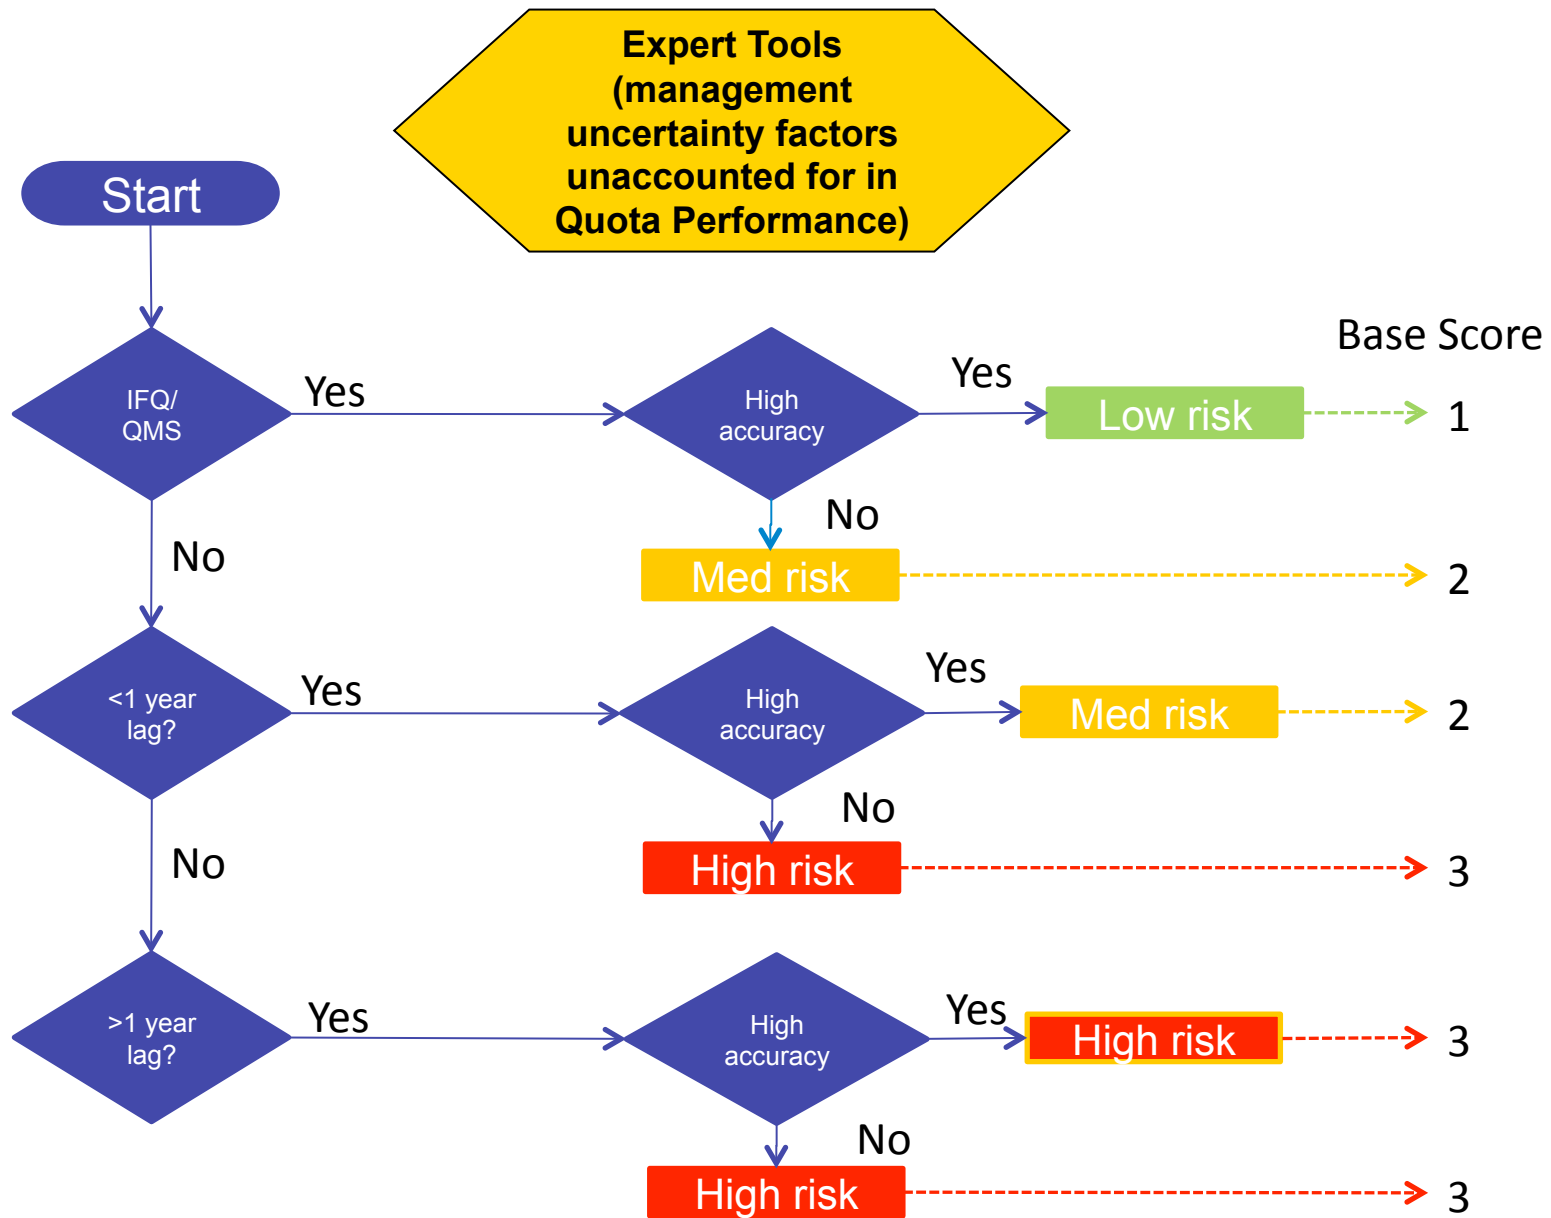 Expert Tools
(management
uncertainty factors
unaccounted for in
Quota Performance)
Start
Base Score
IFQ/
QMS
Yes
High
accuracy
Yes
Low risk
1
No
No
Med risk
2
<1 year
lag?
Yes
High
accuracy
Yes
Med risk
2
No
No
High risk
3
>1 year
lag?
Yes
High
accuracy
Yes
High risk
3
No
High risk
3